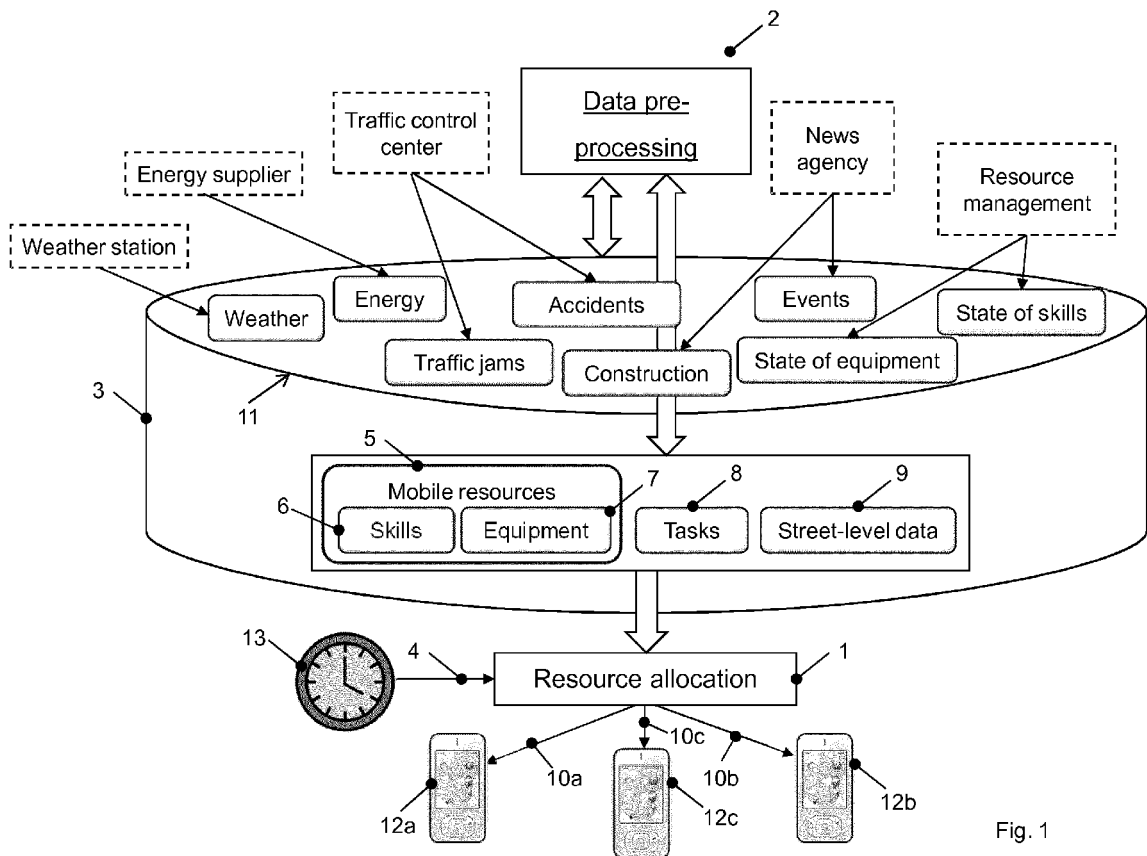 2
Data pre-
processing
Traffic control
center
News
agency
Energy supplier
Resource
management
Weather station
Energy
Accidents
Events
State of skills
Weather
Traffic jams
Construction
State of equipment
3
11
5
7
8
9
6
Mobile resources
Skills
Equipment
Tasks
Street-level data
13
4
1
Resource allocation
10c
10a
10b
12a
12c
12b
Fig. 1